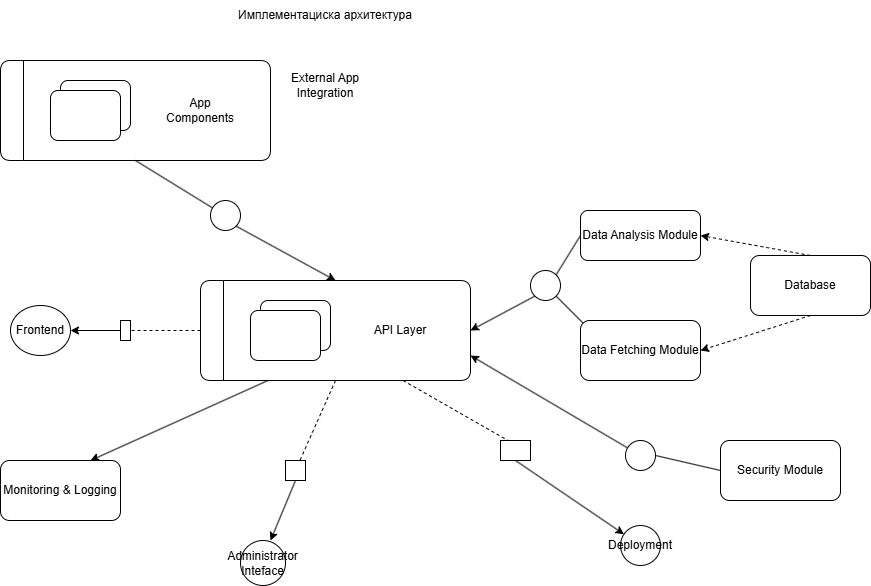 Имплементациска архитектура
External App
Integration
App
Components
Data Analysis Module
Database
Frontend
API Layer
Data Fetching Module
Security Module
Monitoring & Logging
Administrator
Inteface
Deployment